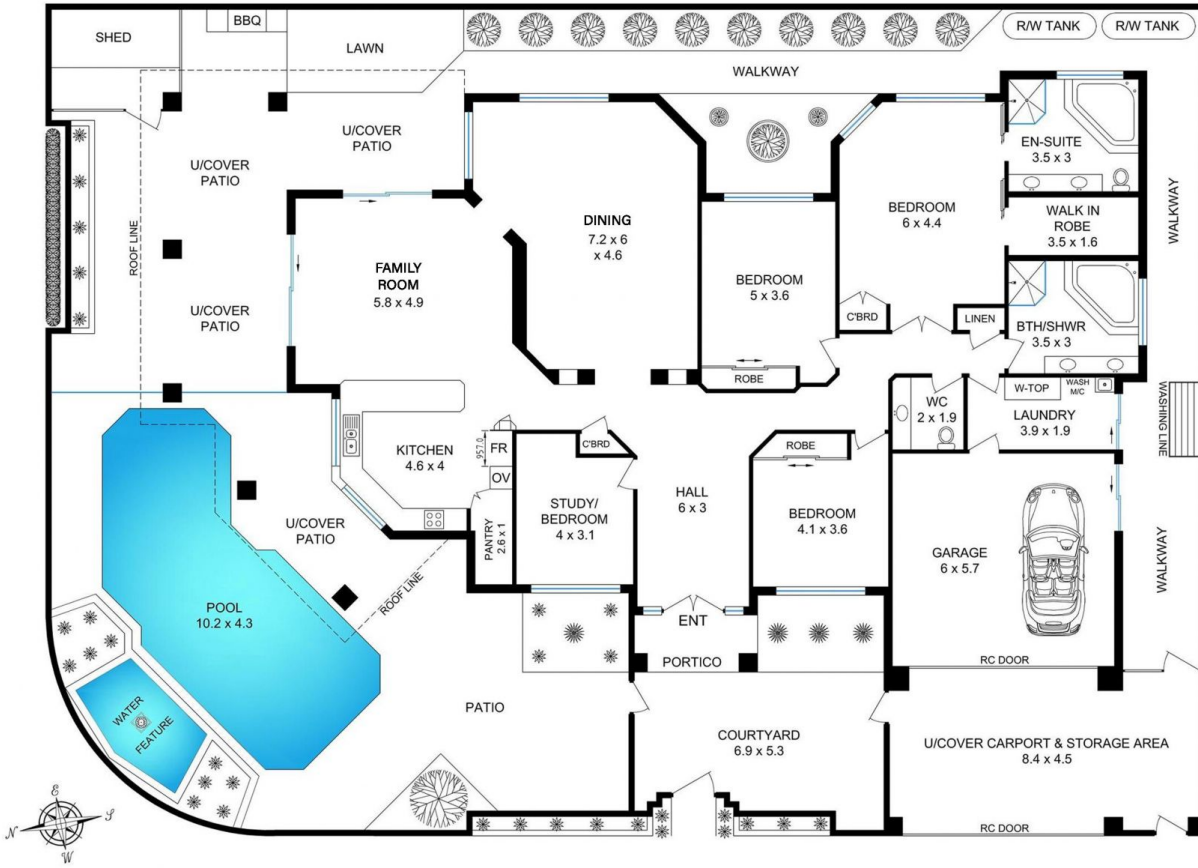 SHED
BBQ
LAWN
R/W TANK
R/W TANK
WALKWAY
U/COVER
PATIO
U/COVER
PATIO
ROOF LINE
U/COVER
PATIO
FAMILY
ROOM
5.8 x 4.9
DINING
7.2 x 6
x 4.6
BEDROOM
5 x 3.6
ROBE
BEDROOM
6 x 4.4
C'BRD
LINEN
EN-SUITE
3.5 x 3
WALK IN
ROBE
3.5 x 1.6
BTH/SHWR
3.5 x 3
WALKWAY
WC
2 x 1.9
W-TOP
WASH
M/C
LAUNDRY
3.9 x 1.9
WASHING LINE
KITCHEN
4.6 x 4
957.0
FR
OV
PANTRY
2.6 x 1
C'BRD
STUDY/
BEDROOM
4 x 3.1
HALL
6 x 3
ROBE
BEDROOM
4.1 x 3.6
GARAGE
6 x 5.7
WALKWAY
U/COVER
PATIO
ROOF LINE
POOL
10.2 x 4.3
WATER
FEATURE
ENT
PORTICO
RC DOOR
PATIO
COURTYARD
6.9 x 5.3
U/COVER CARPORT & STORAGE AREA
8.4 x 4.5
RC DOOR
E
N
S
W